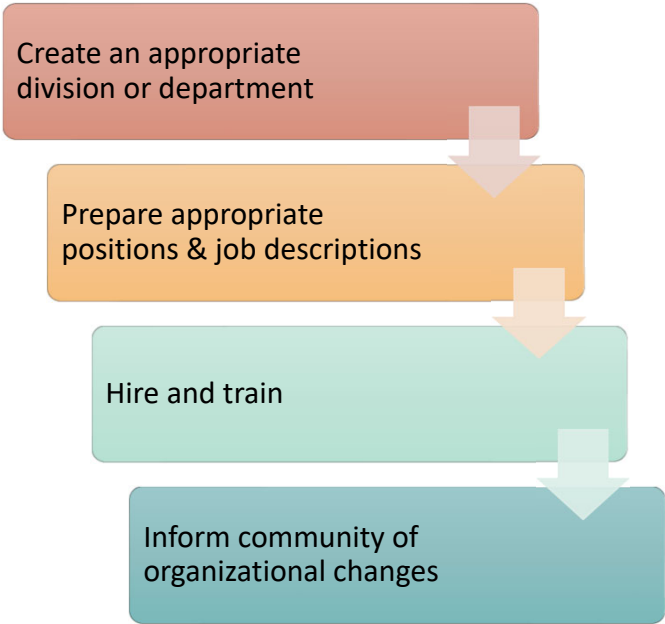 Create an appropriate
division or department
Prepare appropriate
positions & job descriptions
Hire and train
Inform community of
organizational changes